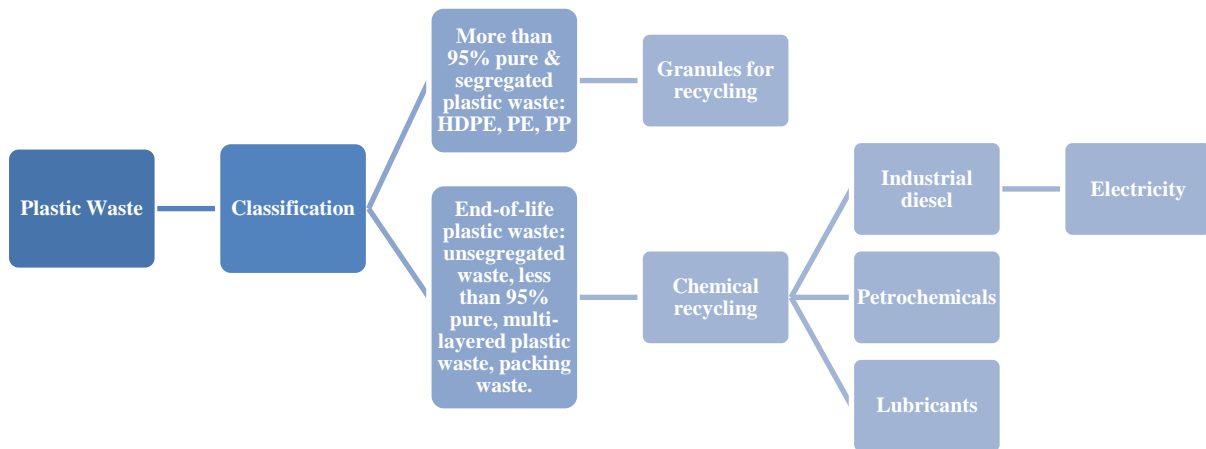 Plastic Waste
Classification
More than
95% pure &
segregated
plastic waste:
HDPE, PE, PP
Granules for
recycling
End-of-life
plastic waste:
unsegregated
waste, less
than 95%
pure, multi-
layered plastic
waste, packing
waste.
Chemical
recycling
Industrial
diesel
Electricity
Petrochemicals
Lubricants